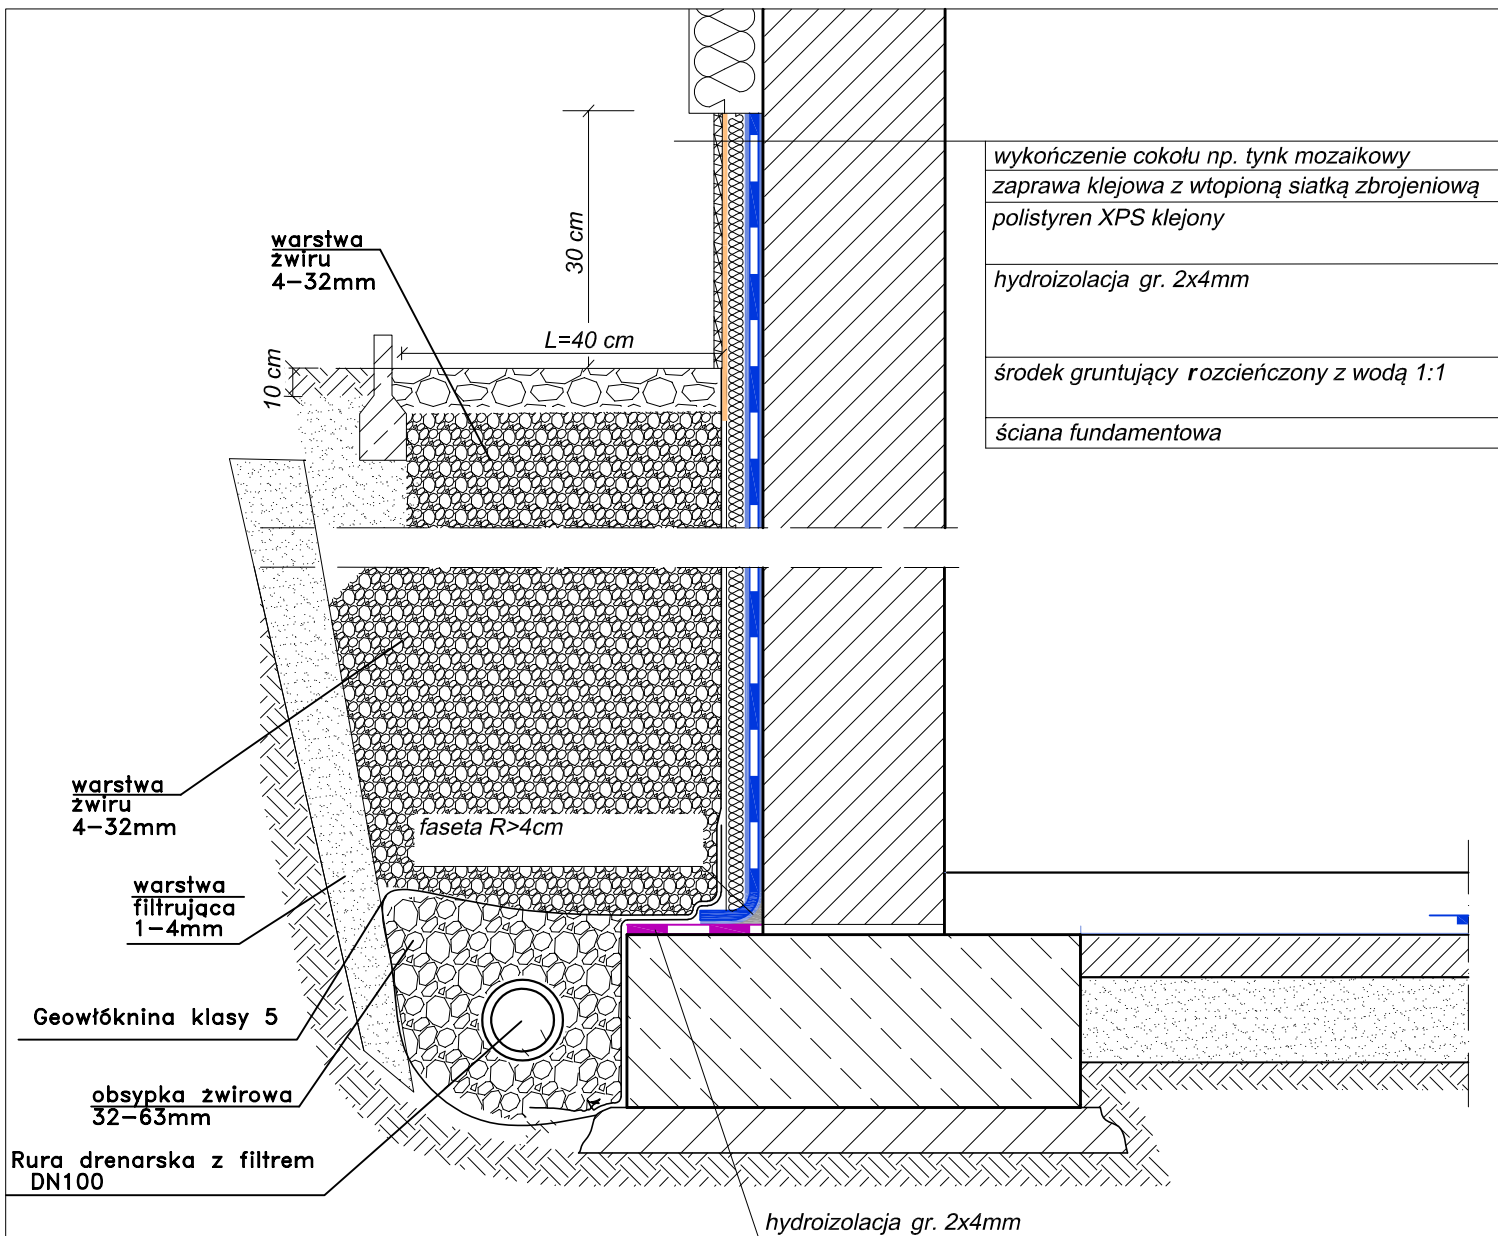 wykończenie cokołu np. tynk mozaikowy
zaprawa klejowa z wtopioną siatką zbrojeniową
polistyren XPS klejony
hydroizolacja gr. 2x4mm
środek gruntujący rozcieńczony z wodą 1:1
ściana fundamentowa
30 cm
warstwa
żwiru
4-32mm
L=40 cm
10 cm
warstwa
żwiru
4-32mm
faseta R>4cm
warstwa
filtrująca
1-4mm
Geowłóknina klasy 5
obsypka żwirowa
32-63mm
Rura drenarska z filtrem
DN100
hydroizolacja gr. 2x4mm